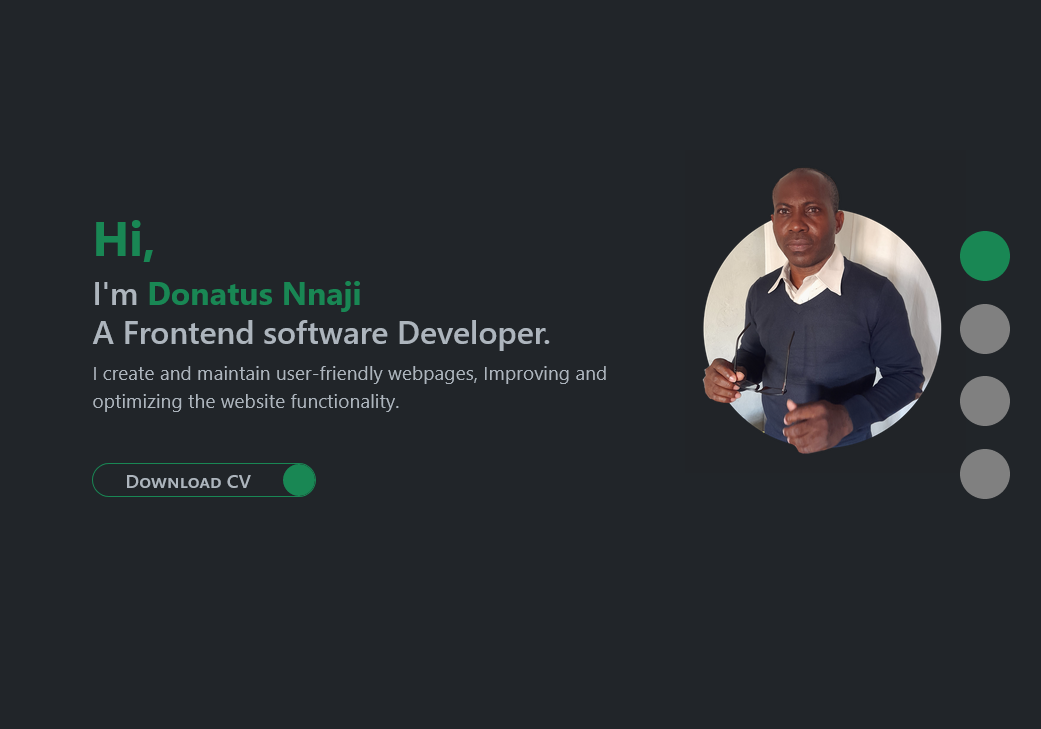 Hi,
I'm Donatus Nnaji
A Frontend software Developer.
I create and maintain user-friendly webpages, Improving and
optimizing the website functionality.
Download CV